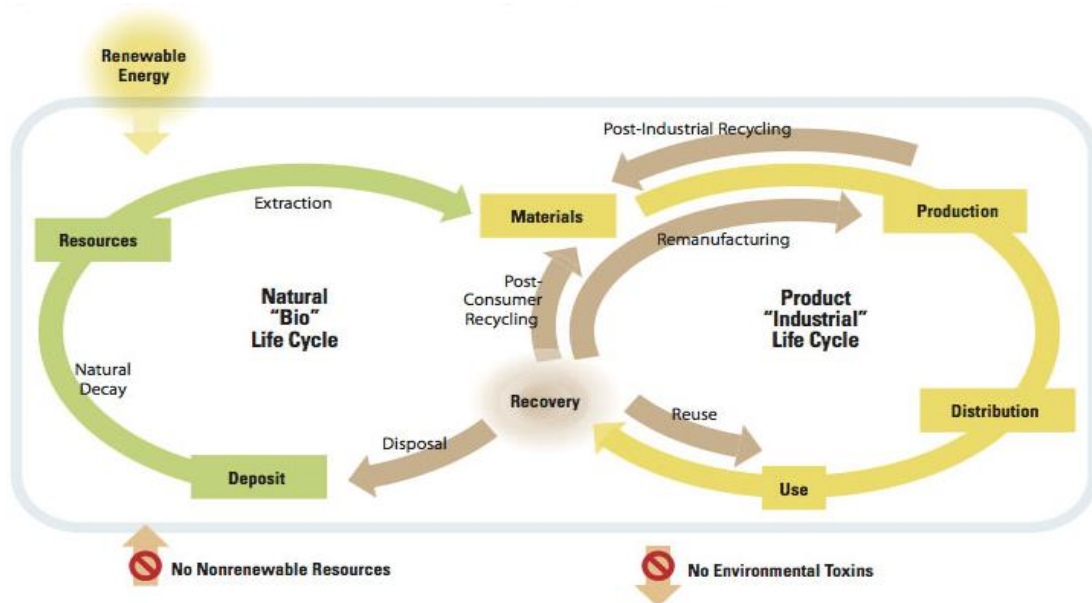 Renewable
Energy
Post-Industrial Recycling
Extraction
Materials
Production
Resources
Remanufacturing
Natural
"Bio"
Life Cycle
Post-
Consumer
Recycling
Product
"Industrial"
Life Cycle
Natural
Decay
Recovery
Distribution
Reuse
Disposal
Deposit
Use
No Nonrenewable Resources
No Environmental Toxins